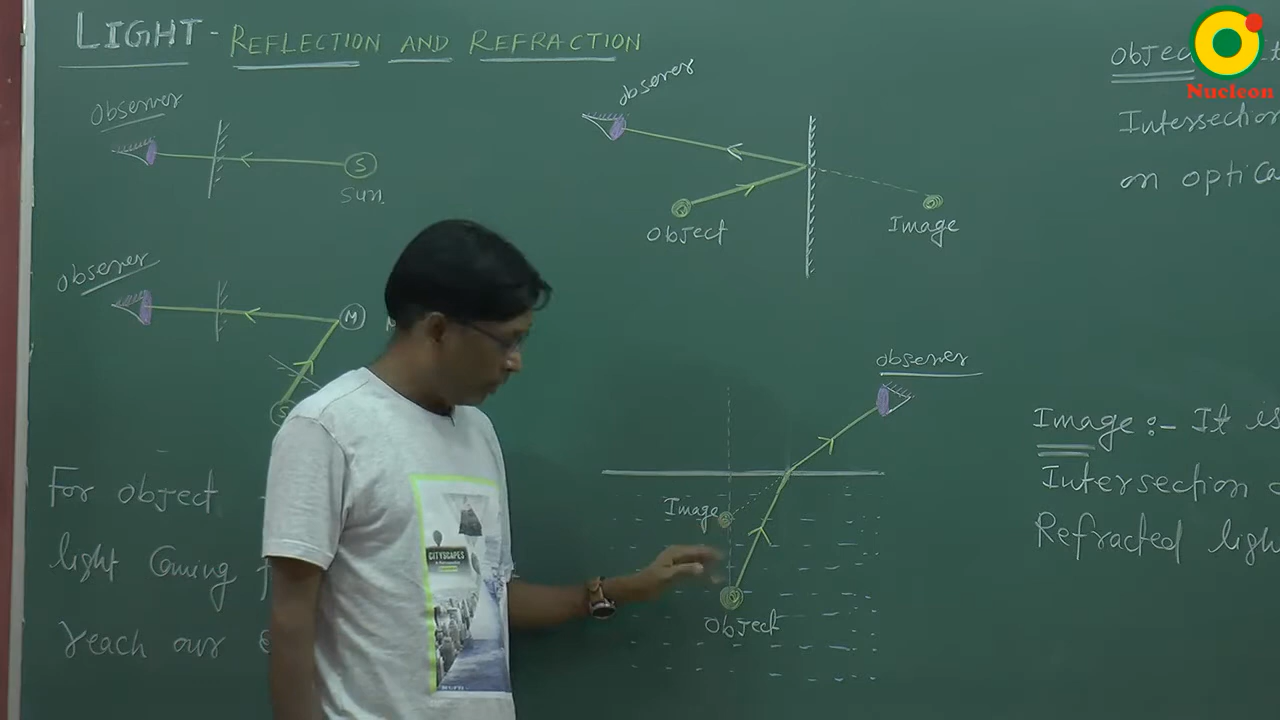 LIGHT - REFLECTION AND REFRACTION
Observer
S
Sun
Observer
M
S
For object
light Coming
reach our
Observer
Object
Image
Observer
Image
Object
Object
Intersection
on optica
Image :- It is
Intersection
Refracted light
Nucleon
CITYSCAPES